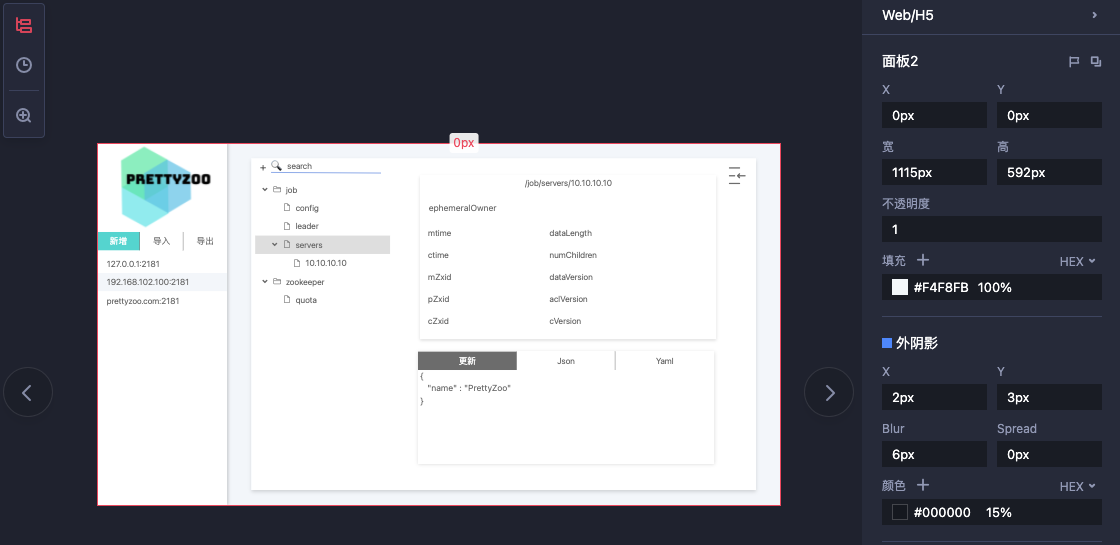 0px
PRETTYZOO
新增 导入 导出
127.0.0.1:2181
192.168.102.100:2181
prettyzoo.com:2181
+ search
job
config
leader
servers
10.10.10.10
zookeeper
quota
/job/servers/10.10.10.10
ephemeralOwner
mtime dataLength
ctime numChildren
mZxid dataVersion
pZxid aclVersion
cZxid cVersion
更新 Json Yaml
{
"name" : "PrettyZoo"
}
Web/H5
面板2
X Y
0px 0px
宽 高
1115px 592px
不透明度
1
填充 + HEX
#F4F8FB 100%
外阴影
X Y
2px 3px
Blur Spread
6px 0px
颜色 + HEX
#000000 15%